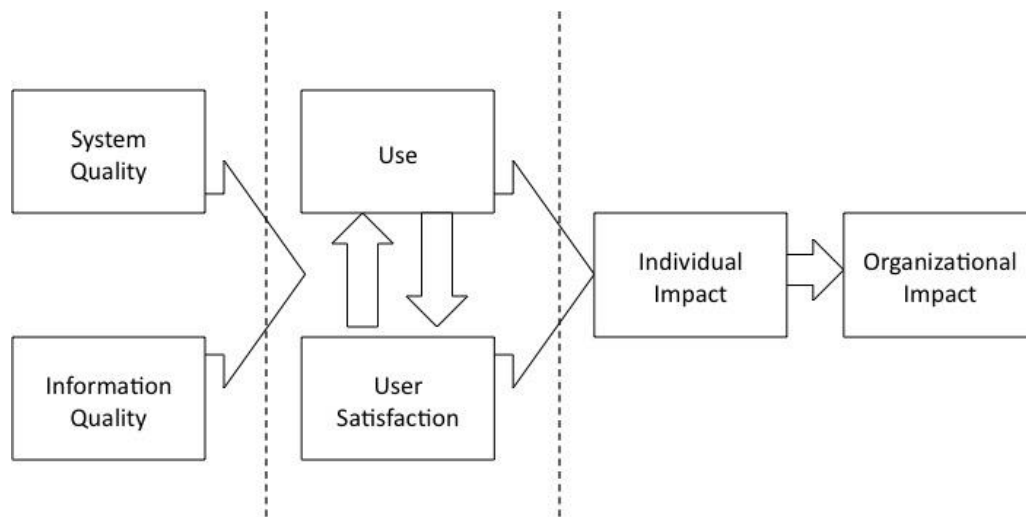 System
Quality
Information
Quality
Use
User
Satisfaction
Individual
Impact
Organizational
Impact